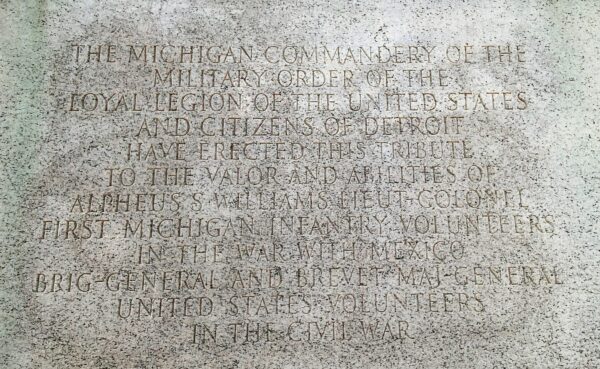 THE MICHIGAN COMMANDERY OF THE
MILITARY ORDER OF THE
LOYAL LEGION OF THE UNITED STATES
AND CITIZENS OF DETROIT
HAVE ERECTED THIS TRIBUTE
TO THE VALOR AND ABILITIES OF
ALPHEUS S WILLIAMS LIEUT-COLONEL
FIRST MICHIGAN INFANTRY VOLUNTEERS
IN THE WAR WITH MEXICO
BRIG-GENERAL AND BREVET MAJ-GENERAL
UNITED STATES VOLUNTEERS
IN THE CIVIL WAR